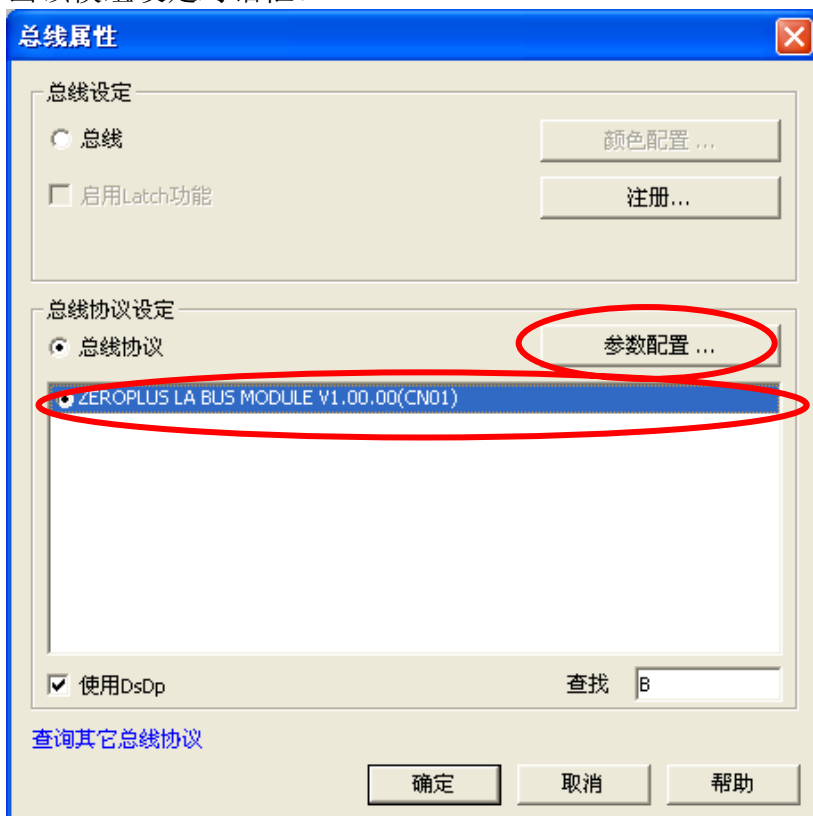 总线属性
总线设定
总线
颜色配置 ...
启用Latch功能
注册...
总线协议设定
总线协议
参数配置 ...
ZEROPLUS LA BUS MODULE V1.00.00(CN01)
使用DsDp
查找 B
查询其它总线协议
确定 取消 帮助